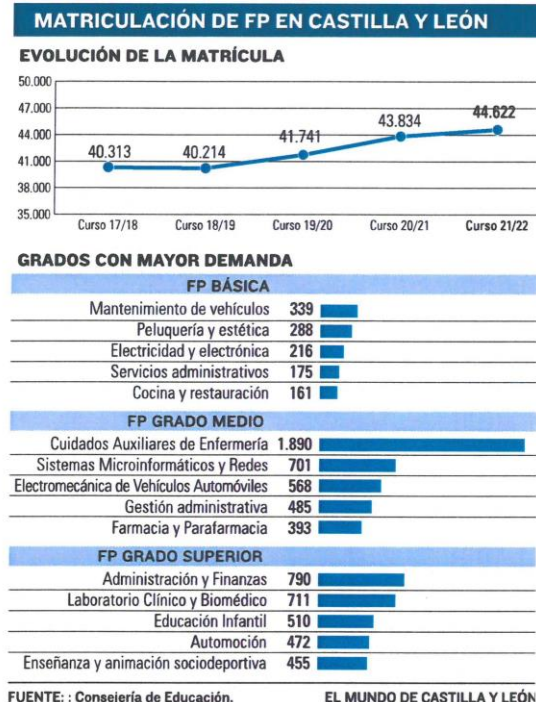 MATRICULACIÓN DE FP EN CASTILLA Y LEÓN
EVOLUCIÓN DE LA MATRÍCULA
50.000
47.000
44.000
41.000
38.000
35.000
40.313
40.214
41.741
43.834
44.622
Curso 17/18 Curso 18/19 Curso 19/20 Curso 20/21 Curso 21/22
GRADOS CON MAYOR DEMANDA
FP BÁSICA
Mantenimiento de vehículos 339
Peluquería y estética 288
Electricidad y electrónica 216
Servicios administrativos 175
Cocina y restauración 161
FP GRADO MEDIO
Cuidados Auxiliares de Enfermería 1.890
Sistemas Microinformáticos y Redes 701
Electromecánica de Vehículos Automóviles 568
Gestión administrativa 485
Farmacia y Parafarmacia 393
FP GRADO SUPERIOR
Administración y Finanzas 790
Laboratorio Clínico y Biomédico 711
Educación Infantil 510
Automoción 472
Enseñanza y animación sociodeportiva 455
FUENTE: : Consejería de Educación. EL MUNDO DE CASTILLA Y LEÓN